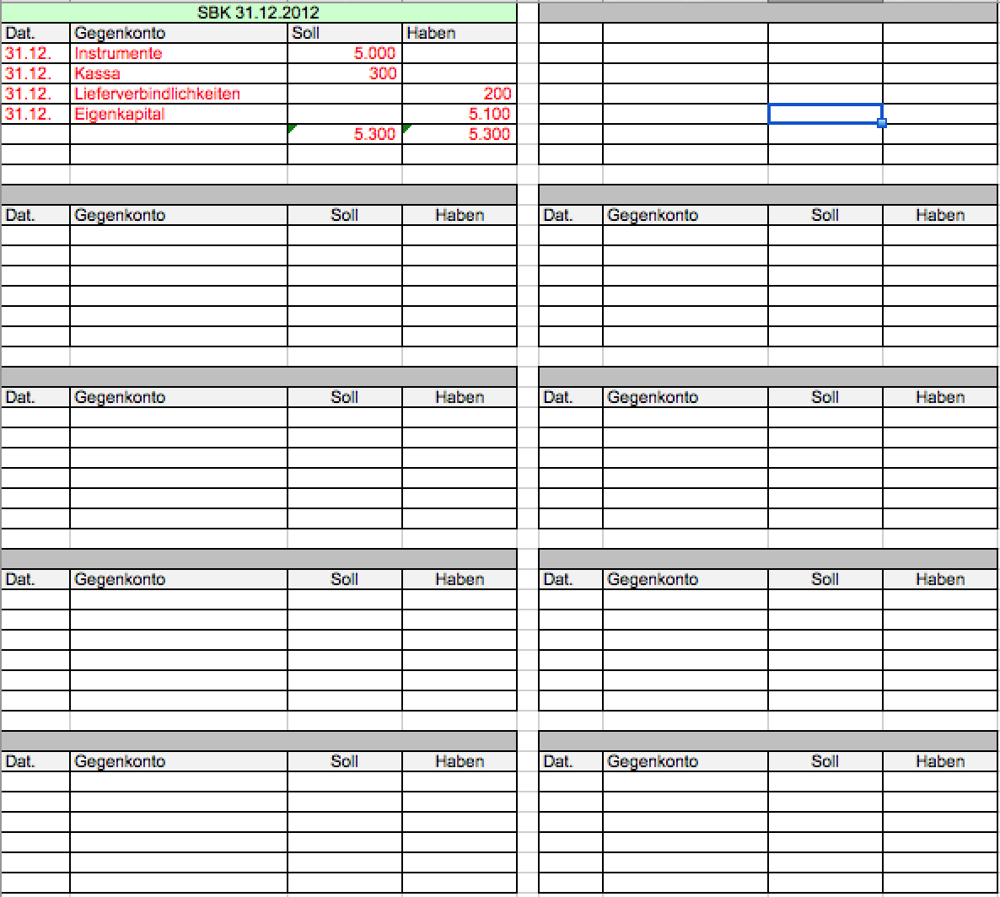 SBK 31.12.2012
Dat. Gegenkonto Soll Haben
31.12. Instrumente 5.000
31.12. Kassa 300
31.12. Lieferverbindlichkeiten 200
31.12. Eigenkapital 5.100
5.300 5.300
Dat. Gegenkonto Soll Haben Dat. Gegenkonto Soll Haben
Dat. Gegenkonto Soll Haben Dat. Gegenkonto Soll Haben
Dat. Gegenkonto Soll Haben Dat. Gegenkonto Soll Haben
Dat. Gegenkonto Soll Haben Dat. Gegenkonto Soll Haben